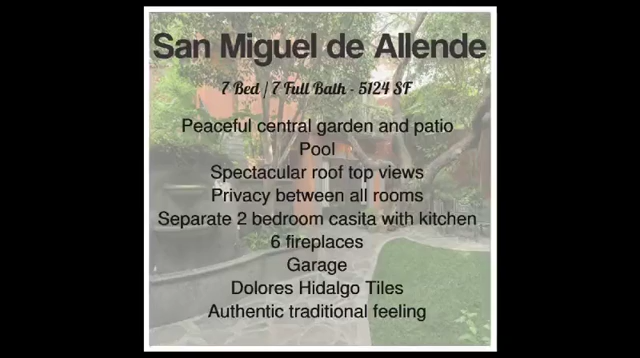 San Miguel de Allende
7 Bed / 7 Full Bath - 5124 SF
Peaceful central garden and patio
Pool
Spectacular roof top views
Privacy between all rooms
Separate 2 bedroom casita with kitchen
6 fireplaces
Garage
Dolores Hidalgo Tiles
Authentic traditional feeling